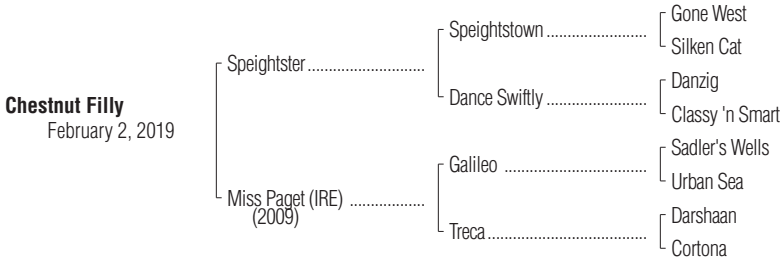 Gone West
Speightstown ........................
Silken Cat
Speightster ............................
Danzig
Dance Swiftly ........................
Chestnut Filly
Classy 'n Smart
February 2, 2019
Sadler's Wells
Galileo ..................................
Urban Sea
Miss Paget (IRE) ..................
(2009)
Darshaan
Treca ......................................
Cortona